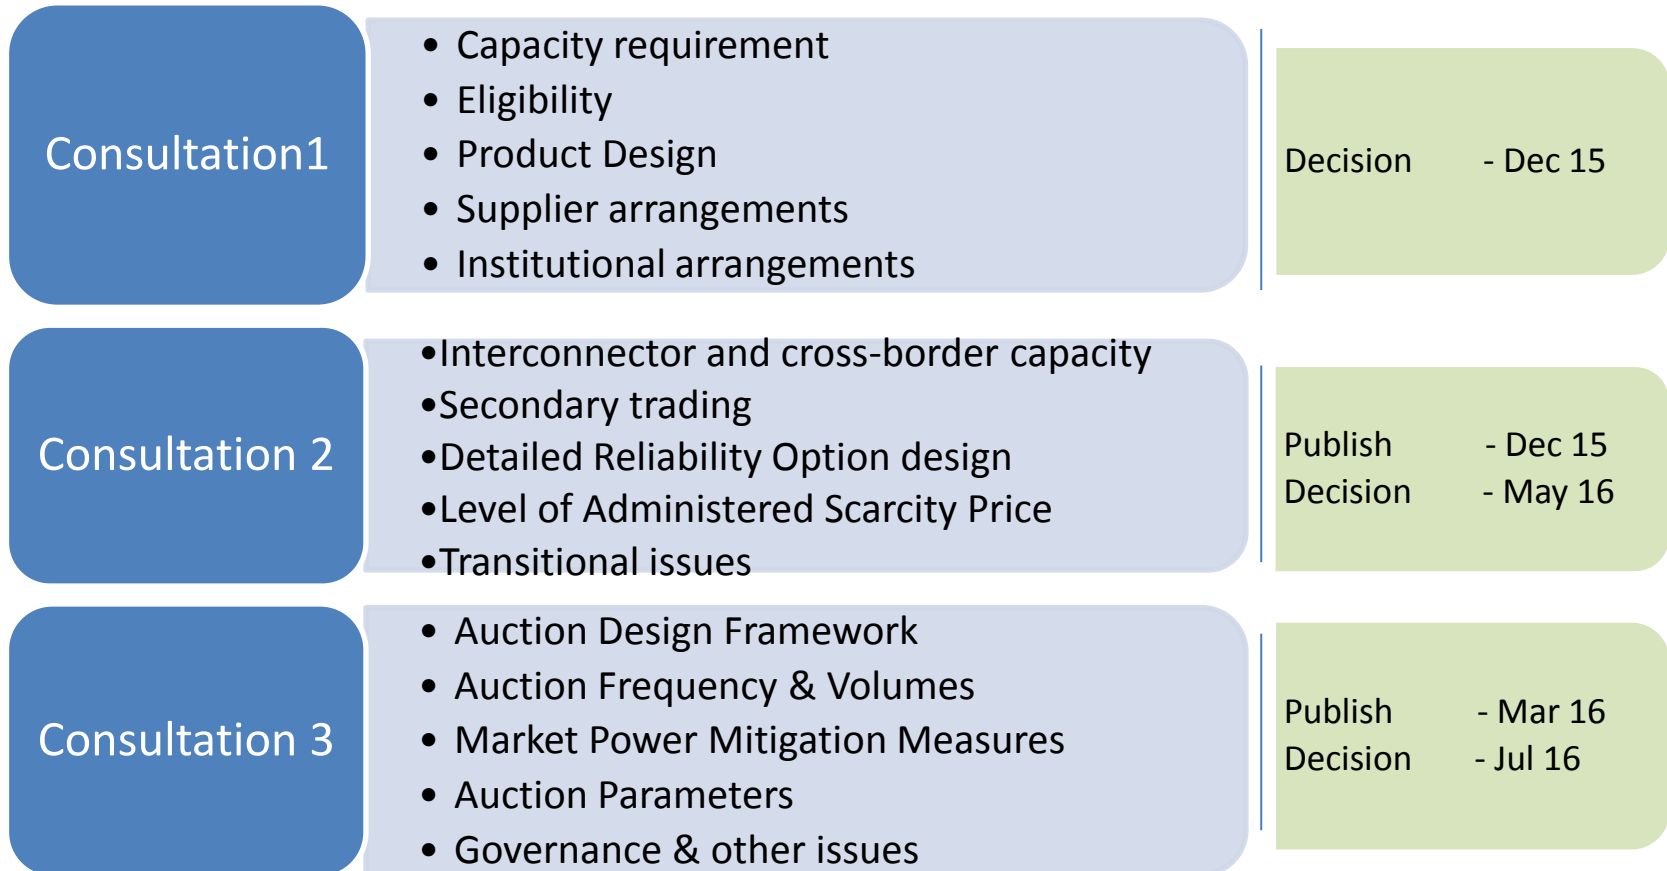 Consultation1
• Capacity requirement
• Eligibility
• Product Design
• Supplier arrangements
• Institutional arrangements
Decision - Dec 15
Consultation 2
•Interconnector and cross-border capacity
•Secondary trading
•Detailed Reliability Option design
•Level of Administered Scarcity Price
•Transitional issues
Publish - Dec 15
Decision - May 16
Consultation 3
• Auction Design Framework
• Auction Frequency & Volumes
• Market Power Mitigation Measures
• Auction Parameters
• Governance & other issues
Publish - Mar 16
Decision - Jul 16